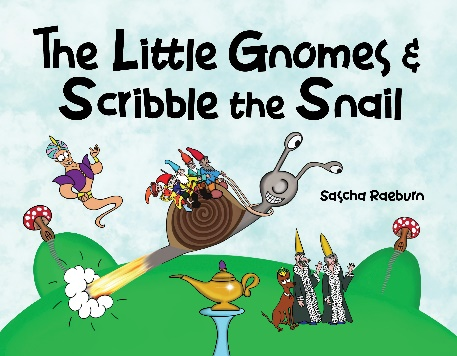 The Little Gnomes &
Scribble the Snail
Sascha Raeburn